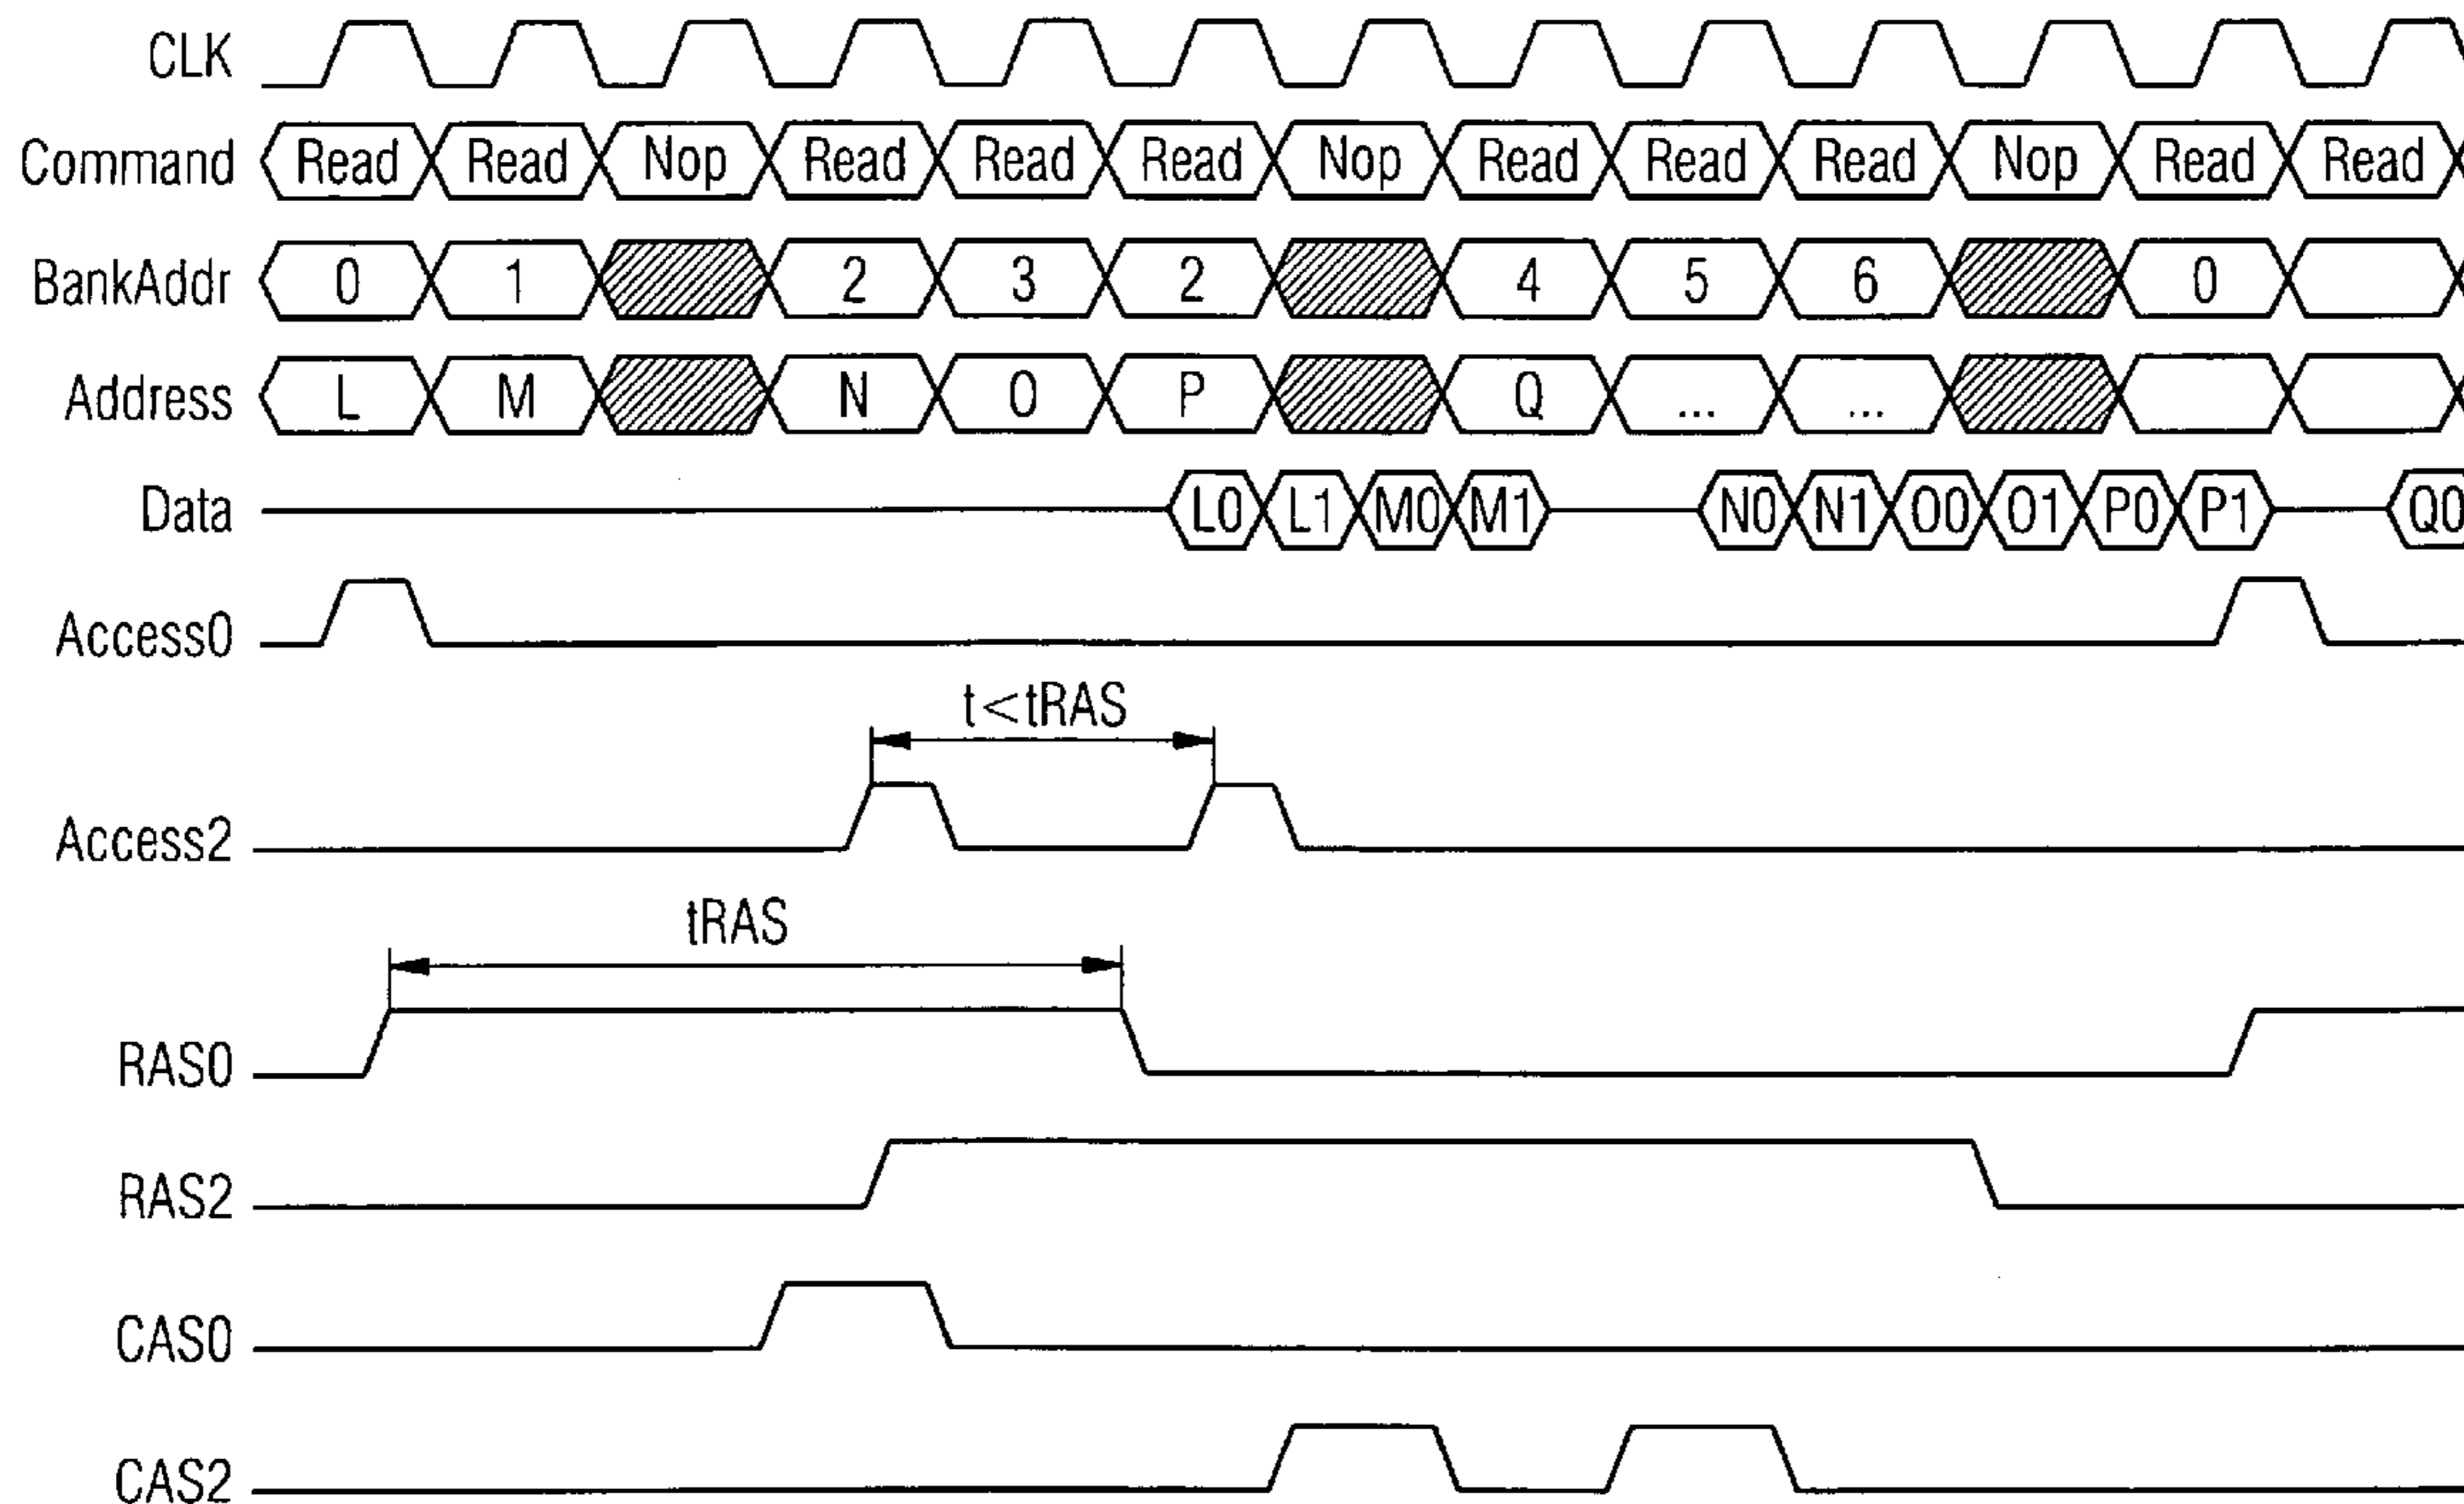 CLK
Command Read Read Nop Read Read Read Nop Read Read Read Nop Read Read
BankAddr 0 1 2 3 2 4 5 6 0
Address L M N O P Q ... ...
Data L0 L1 M0 M1 N0 N1 O0 O1 P0 P1 Q0
Access0
t<tRAS
Access2
tRAS
RAS0
RAS2
CAS0
CAS2